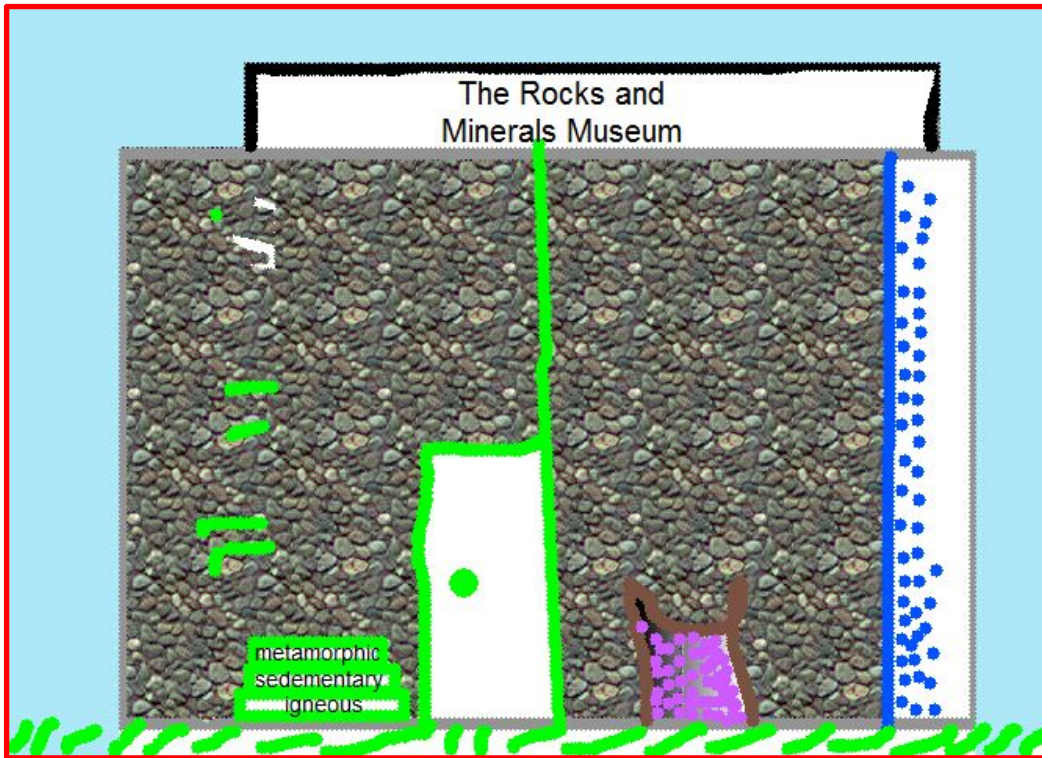 The Rocks and
Minerals Museum
metamorphic
sedementary
igneous